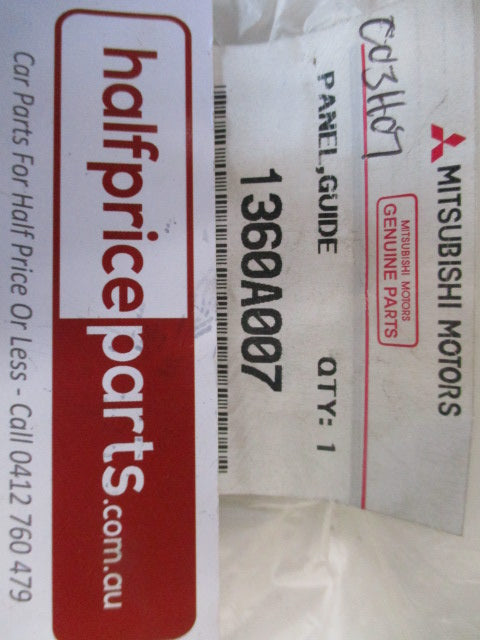 CD3H07
MITSUBISHI MOTORS
MITSUBISHI MOTORS
GENUINE PARTS
PANEL,GUIDE QTY: 1
1360A007
halfpriceparts.com.au
Car Parts For Half Price Or Less - Call 0412 760 479